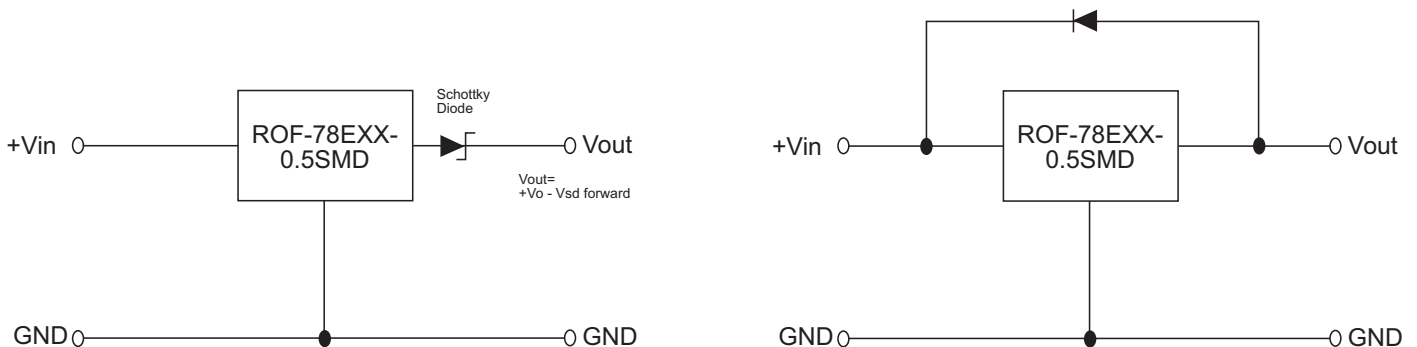 Schottky
Diode
+Vin
ROF-78EXX-
0.5SMD
Vout
Vout=
+Vo - Vsd forward
GND
GND
+Vin
ROF-78EXX-
0.5SMD
Vout
GND
GND